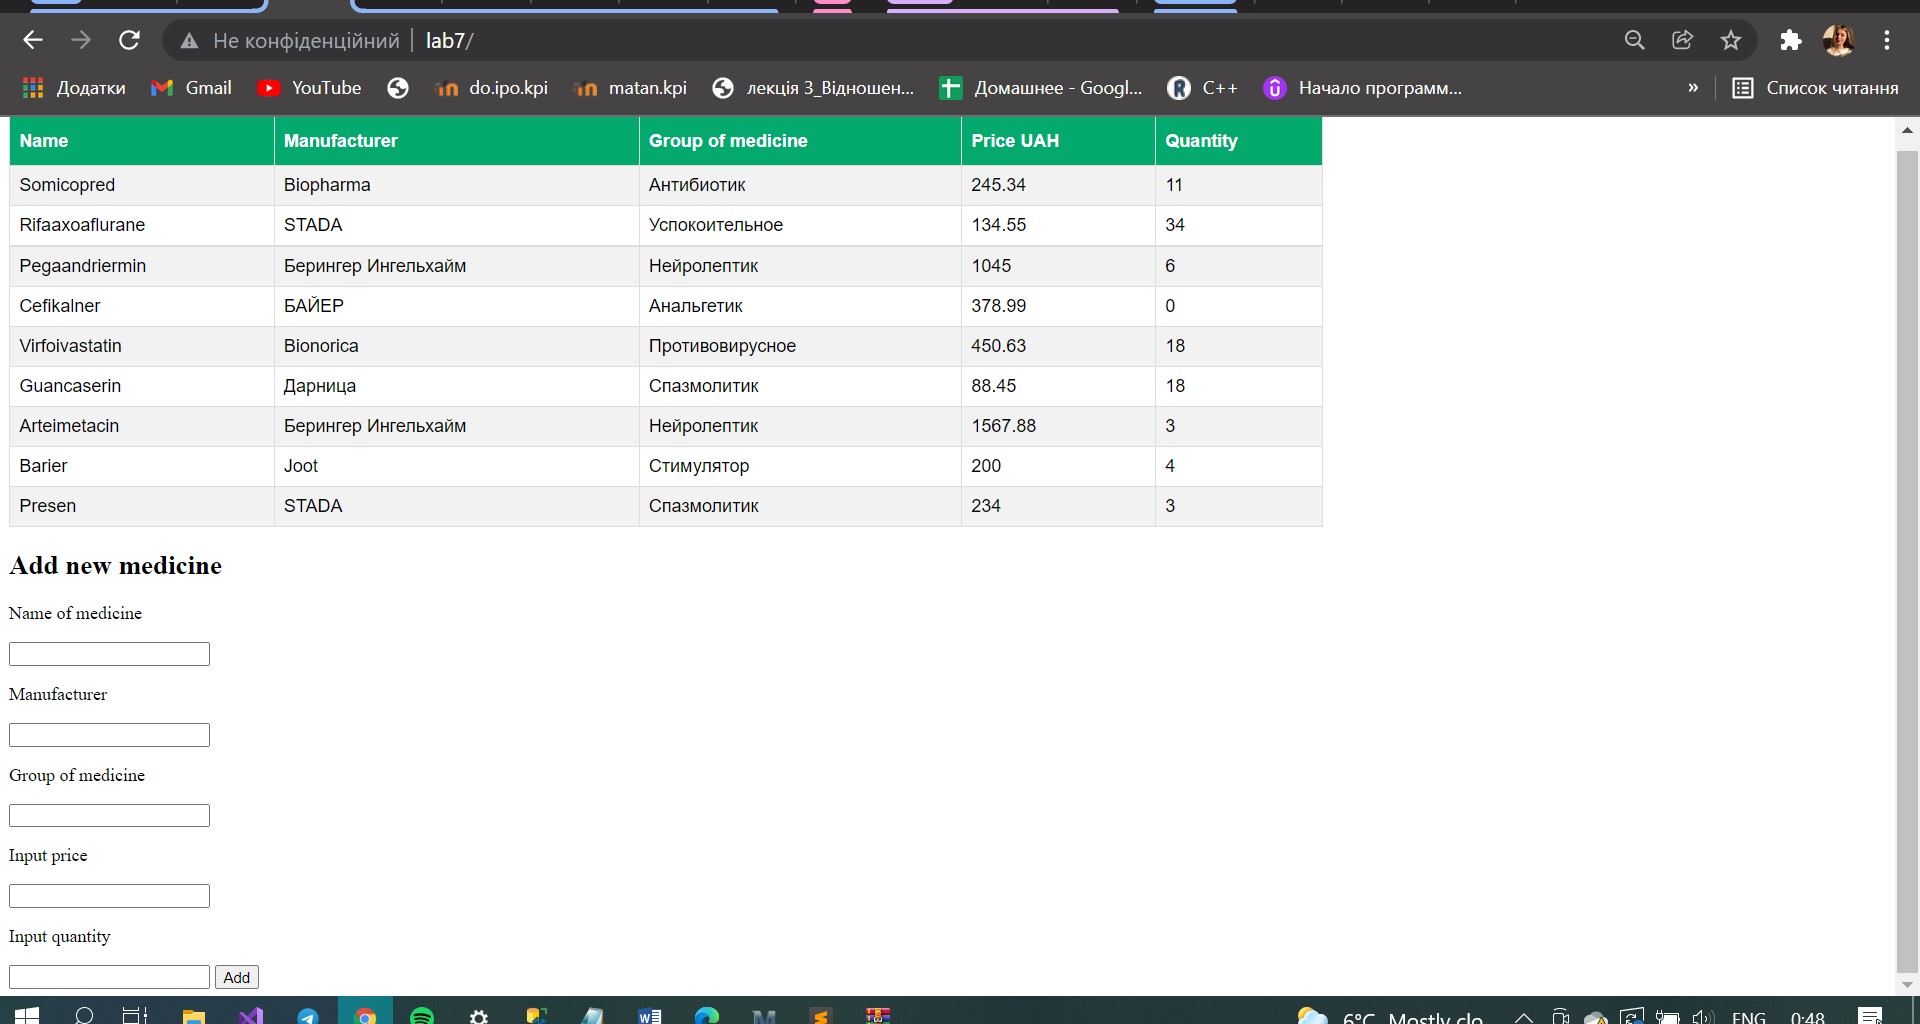 Не конфіденційний | lab7/
Додатки Gmail YouTube do.ipo.kpi matan.kpi лекція 3_Відношен... Домашнее - Googl... C++ Начало программ... » Список читання
Name Manufacturer Group of medicine Price UAH Quantity
Somicopred Biopharma Антибиотик 245.34 11
Rifaaxoaflurane STADA Успокоительное 134.55 34
Pegaandriermin Берингер Ингельхайм Нейролептик 1045 6
Cefikalner БАЙЕР Анальгетик 378.99 0
Virfoivastatin Bionorica Противовирусное 450.63 18
Guancaserin Дарница Спазмолитик 88.45 18
Arteimetacin Берингер Ингельхайм Нейролептик 1567.88 3
Barier Joot Стимулятор 200 4
Presen STADA Спазмолитик 234 3
Add new medicine
Name of medicine
Manufacturer
Group of medicine
Input price
Input quantity
Add
6°C Mostly clo ENG 0:48